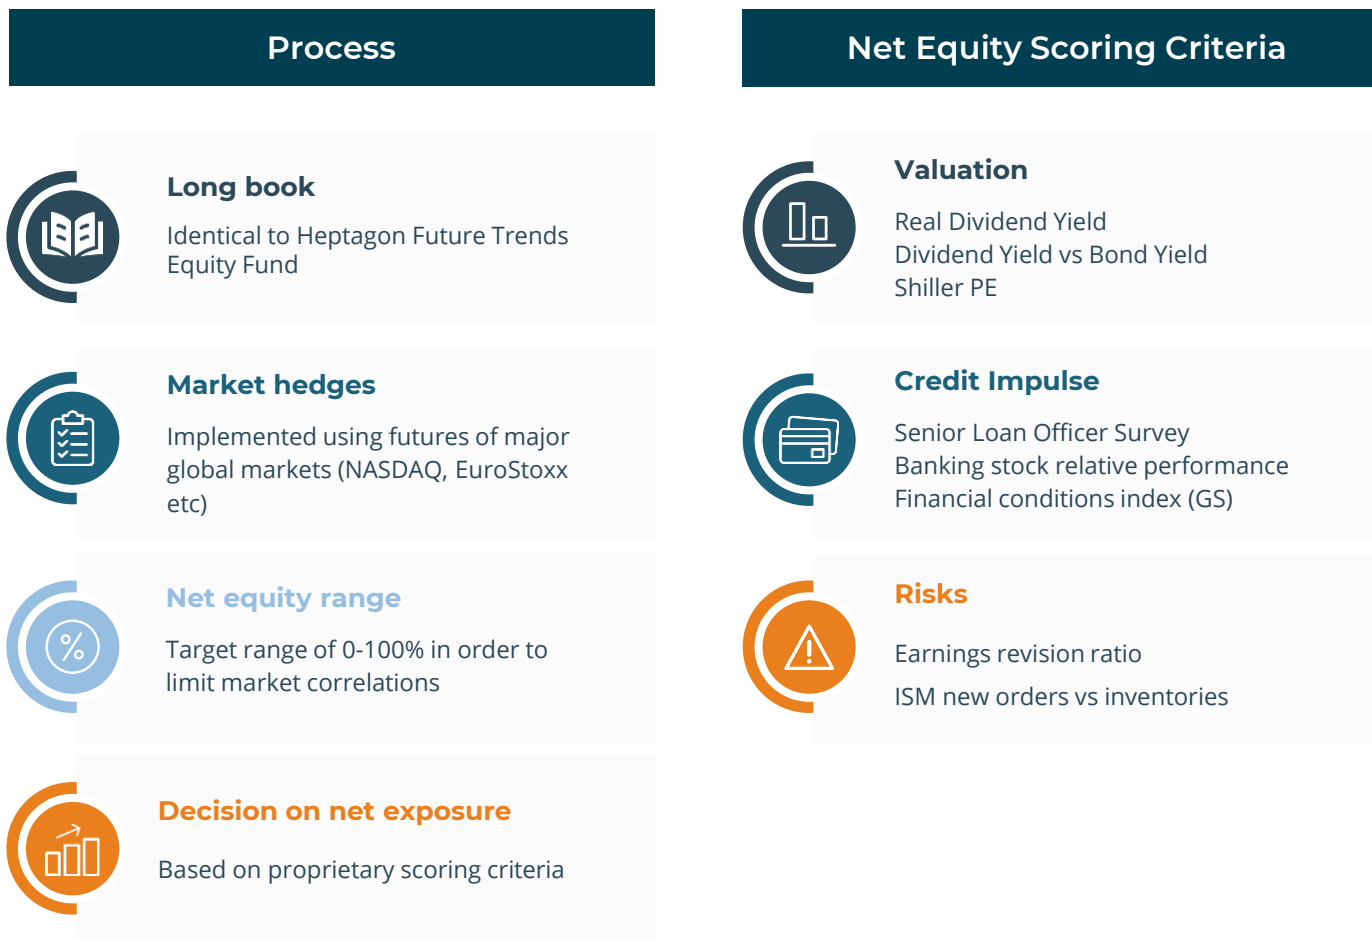 Process
Long book
Identical to Heptagon Future Trends
Equity Fund
Market hedges
Implemented using futures of major
global markets (NASDAQ, EuroStoxx
etc)
Net equity range
Target range of 0-100% in order to
limit market correlations
Decision on net exposure
Based on proprietary scoring criteria
Net Equity Scoring Criteria
Valuation
Real Dividend Yield
Dividend Yield vs Bond Yield
Shiller PE
Credit Impulse
Senior Loan Officer Survey
Banking stock relative performance
Financial conditions index (GS)
Risks
Earnings revision ratio
ISM new orders vs inventories